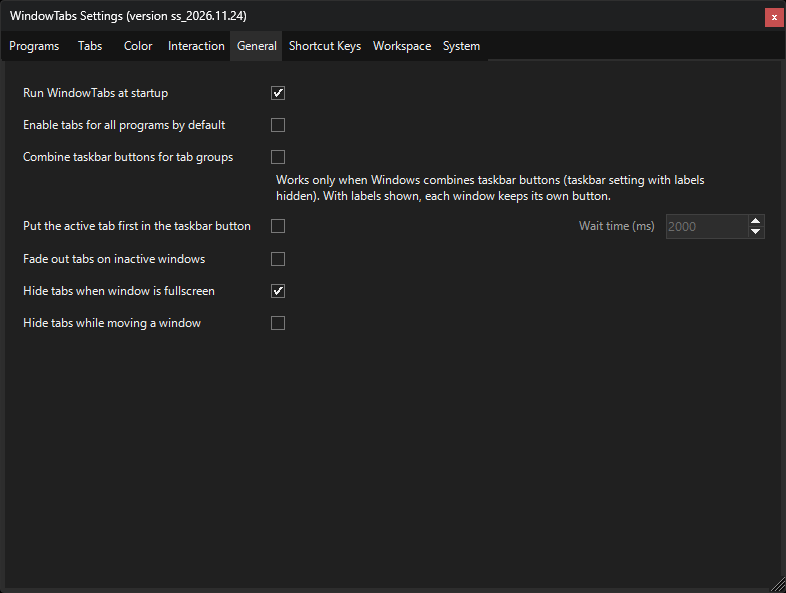 WindowTabs Settings (version ss_2026.11.24)
x
Programs Tabs Color Interaction General Shortcut Keys Workspace System
Run WindowTabs at startup
Enable tabs for all programs by default
Combine taskbar buttons for tab groups
Works only when Windows combines taskbar buttons (taskbar setting with labels
hidden). With labels shown, each window keeps its own button.
Put the active tab first in the taskbar button Wait time (ms) 2000
Fade out tabs on inactive windows
Hide tabs when window is fullscreen
Hide tabs while moving a window